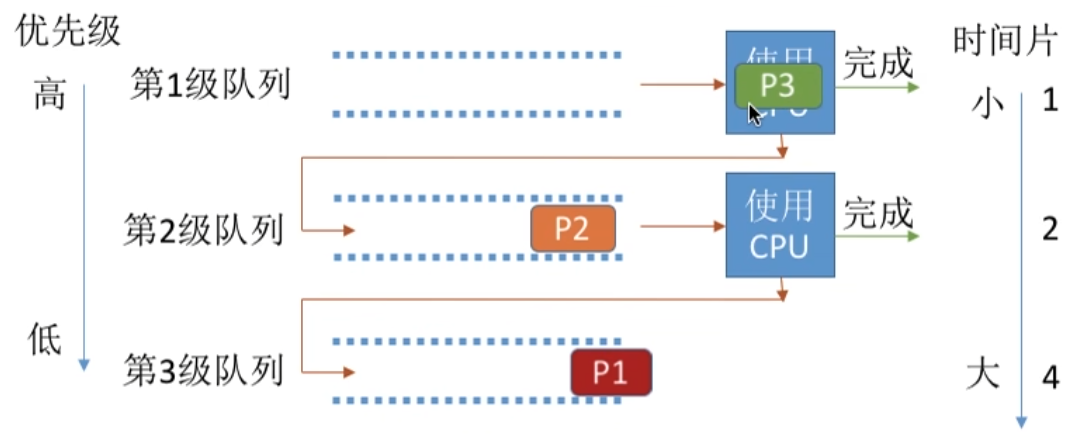 优先级
时间片
高
第1级队列
使用
P3
完成
小
1
第2级队列
P2
使用
CPU
完成
2
低
第3级队列
P1
大
4